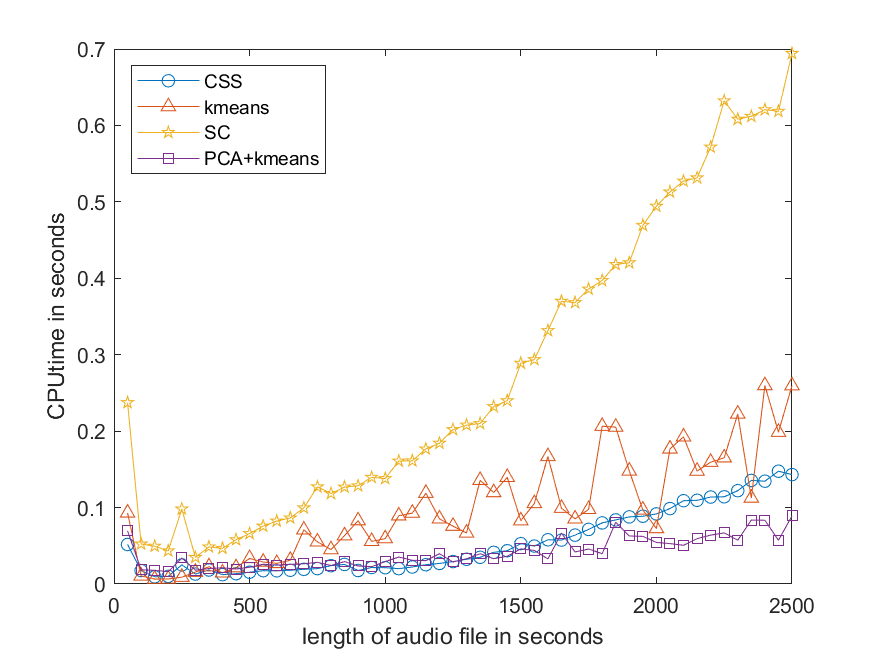 0.7
0.6
0.5
0.4
0.3
0.2
0.1
0
CPUtime in seconds
CSS
kmeans
SC
PCA+kmeans
0 500 1000 1500 2000 2500
length of audio file in seconds